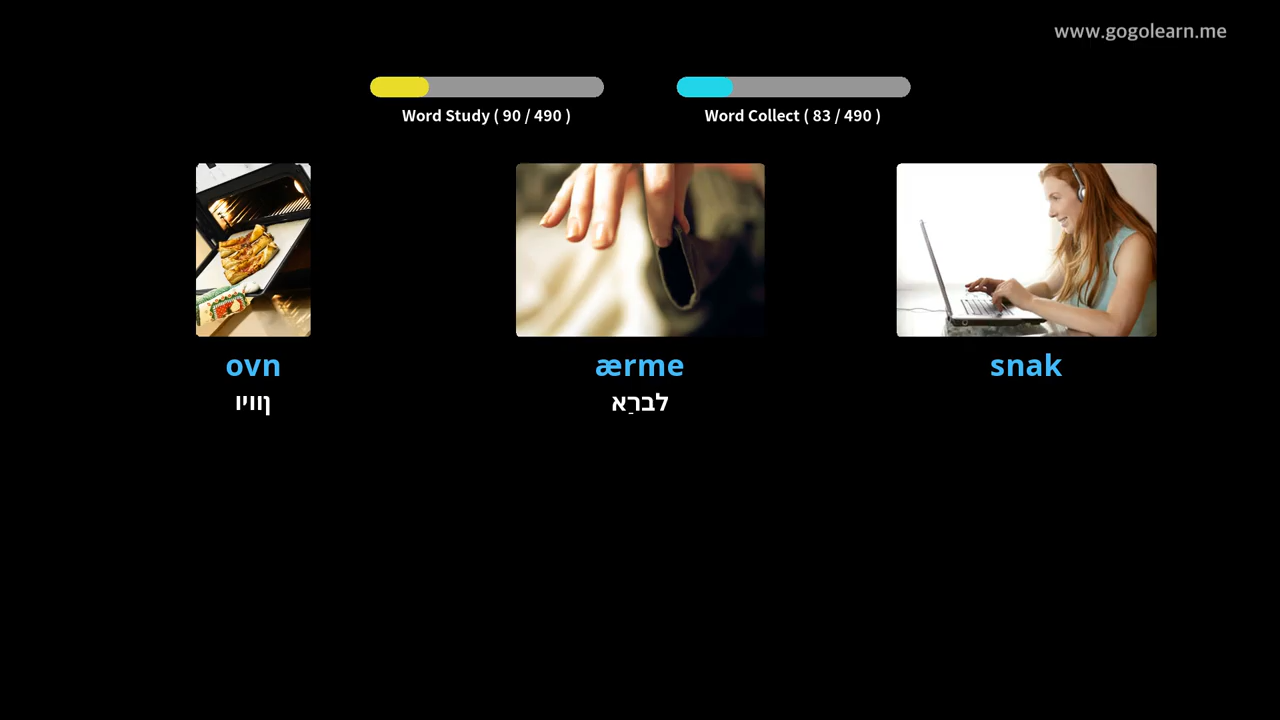 www.gogolearn.me
Word Study ( 90 / 490 )
Word Collect ( 83 / 490 )
ovn
ןוויו
ærme
לברַא
snak